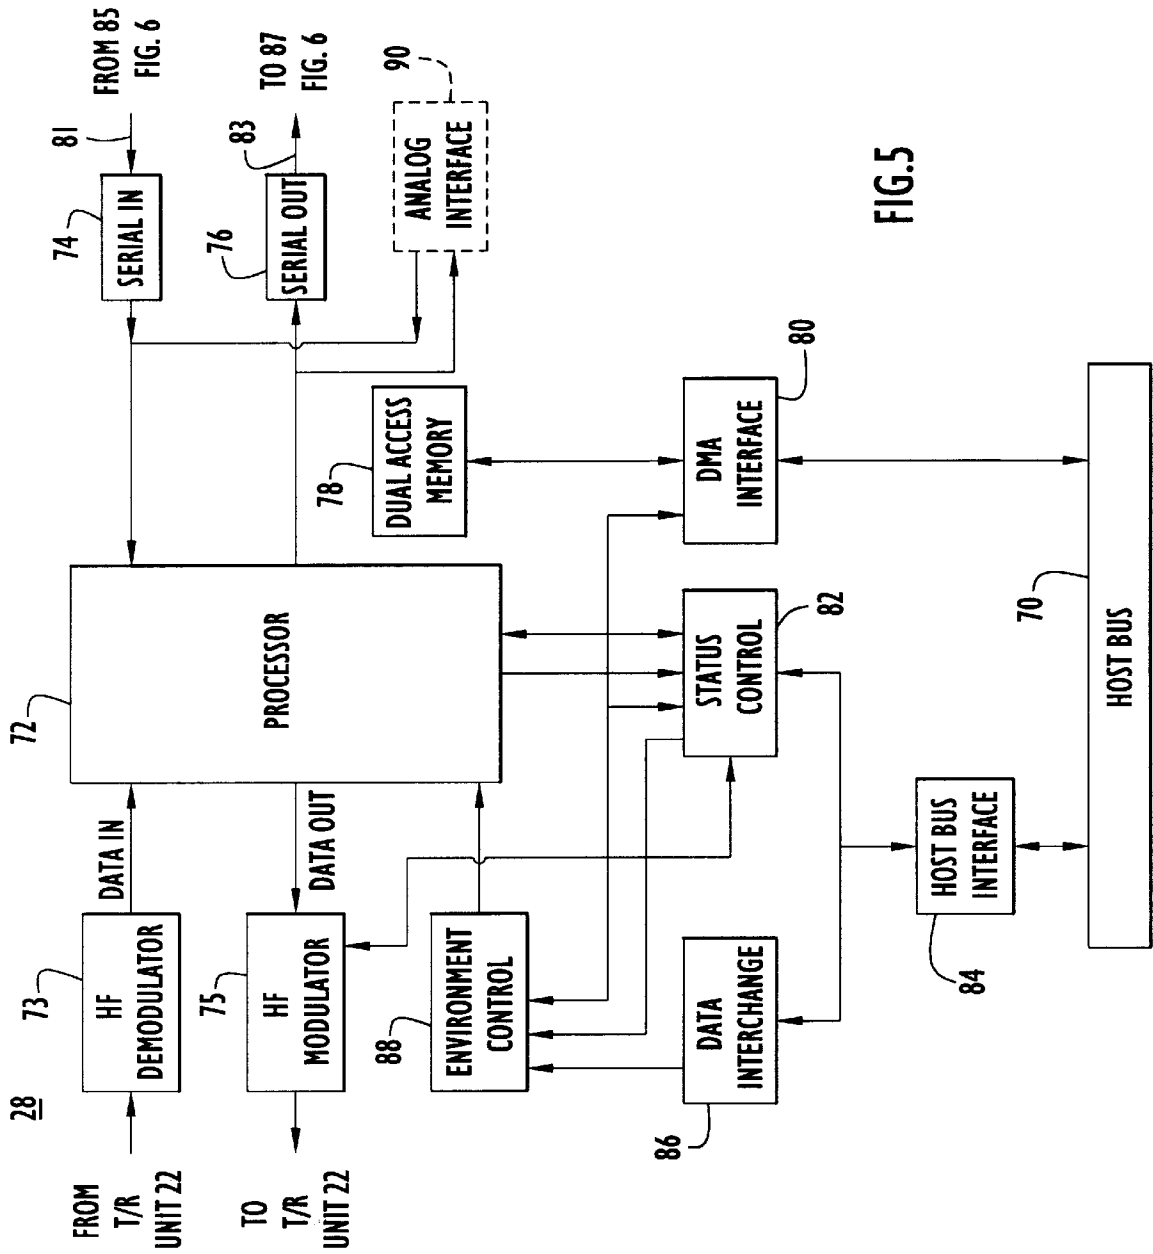 28
FROM
T/R
UNIT 22
73
HF
DEMODULATOR
DATA IN
72
PROCESSOR
74
SERIAL IN
81
FROM 85
FIG. 6
TO
T/R
UNIT 22
75
HF
MODULATOR
DATA OUT
76
SERIAL OUT
83
TO 87
FIG. 6
88
ENVIRONMENT
CONTROL
78
DUAL ACCESS
MEMORY
ANALOG
INTERFACE
90
86
DATA
INTERCHANGE
STATUS
CONTROL
82
DMA
INTERFACE
80
84
HOST BUS
INTERFACE
70
HOST BUS
FIG.5